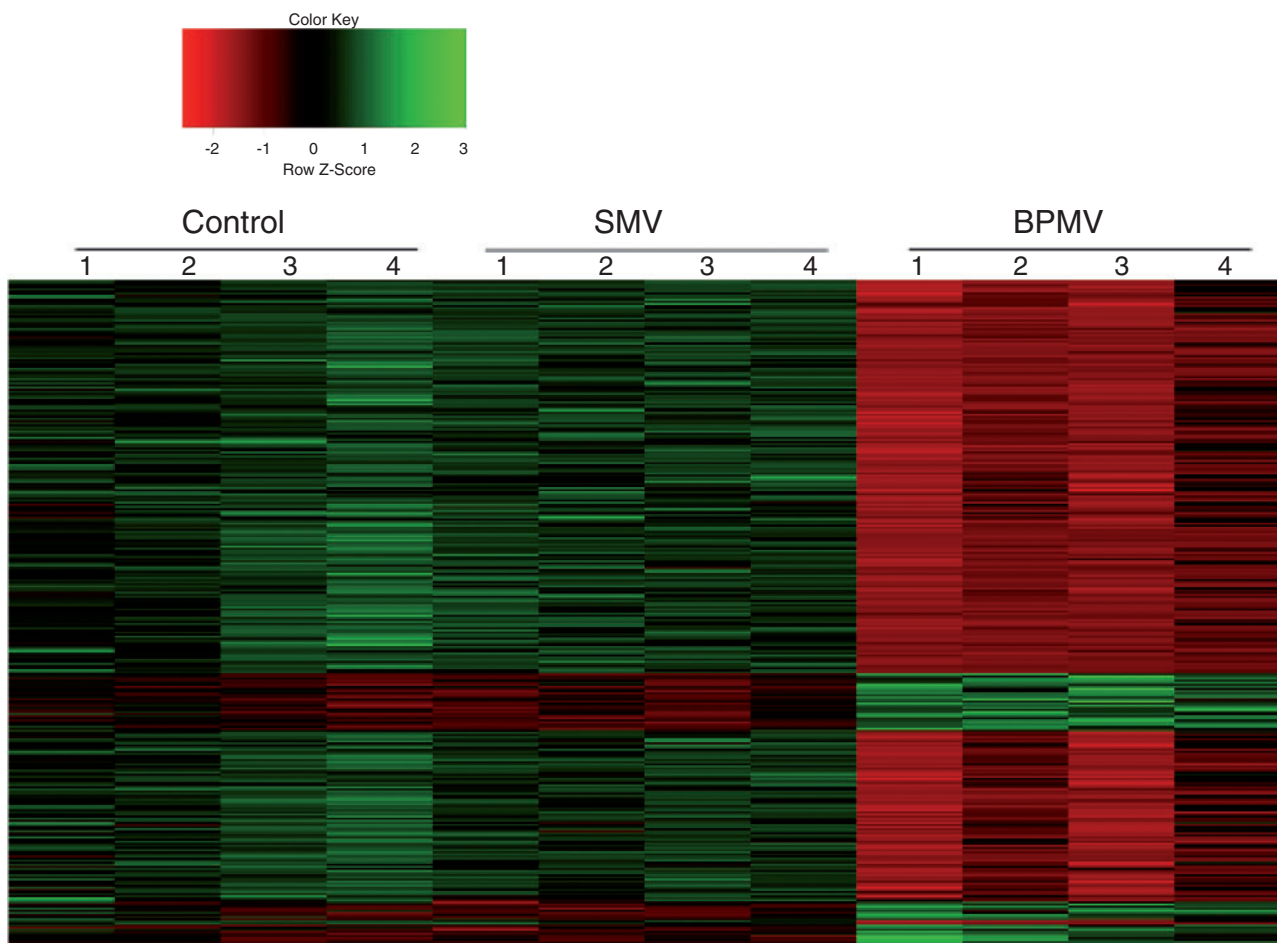 Color Key
-2 -1 0 1 2 3
Row Z-Score
Control SMV BPMV
1 2 3 4 1 2 3 4 1 2 3 4